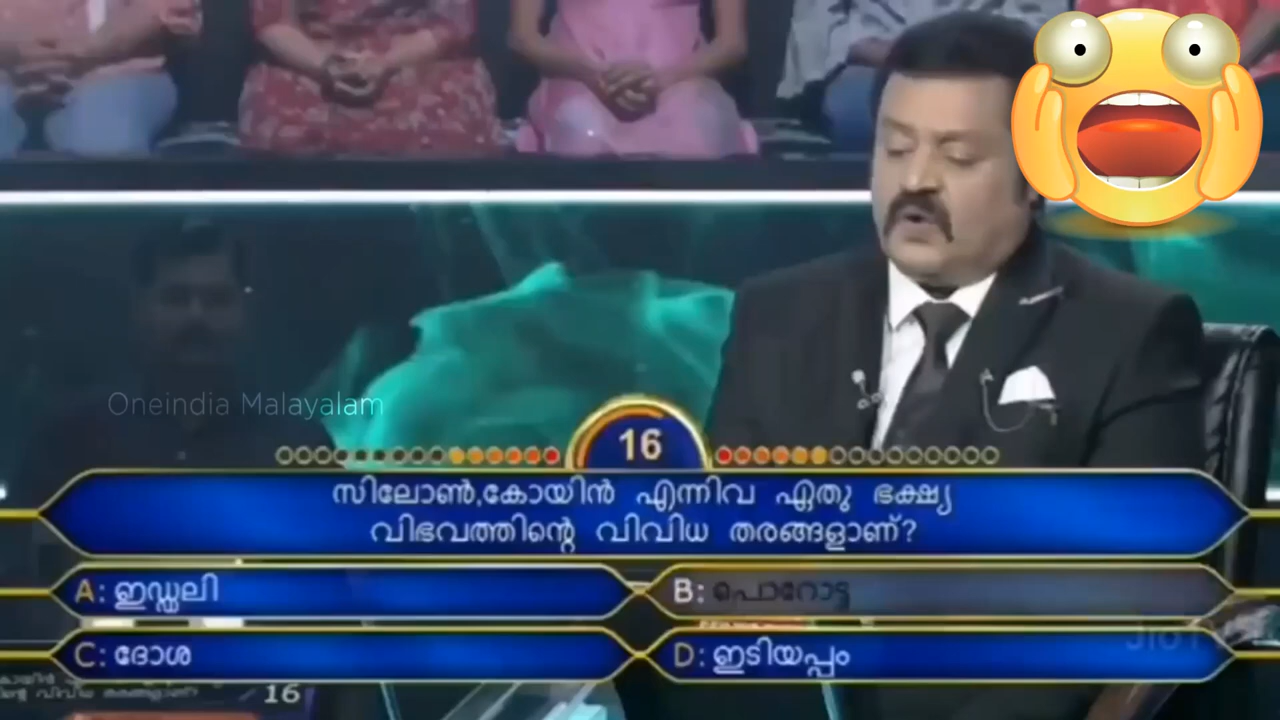 Oneindia Malayalam
16
സിലോൺ,കോയിൻ എന്നിവ ഏതു ഭക്ഷ്യ
വിഭവത്തിന്റെ വിവിധ തരങ്ങളാണ്?
A: ഇഡ്ഡലി
B: പൊറോട്ട
C: ദോശ
D: ഇടിയപ്പം
16